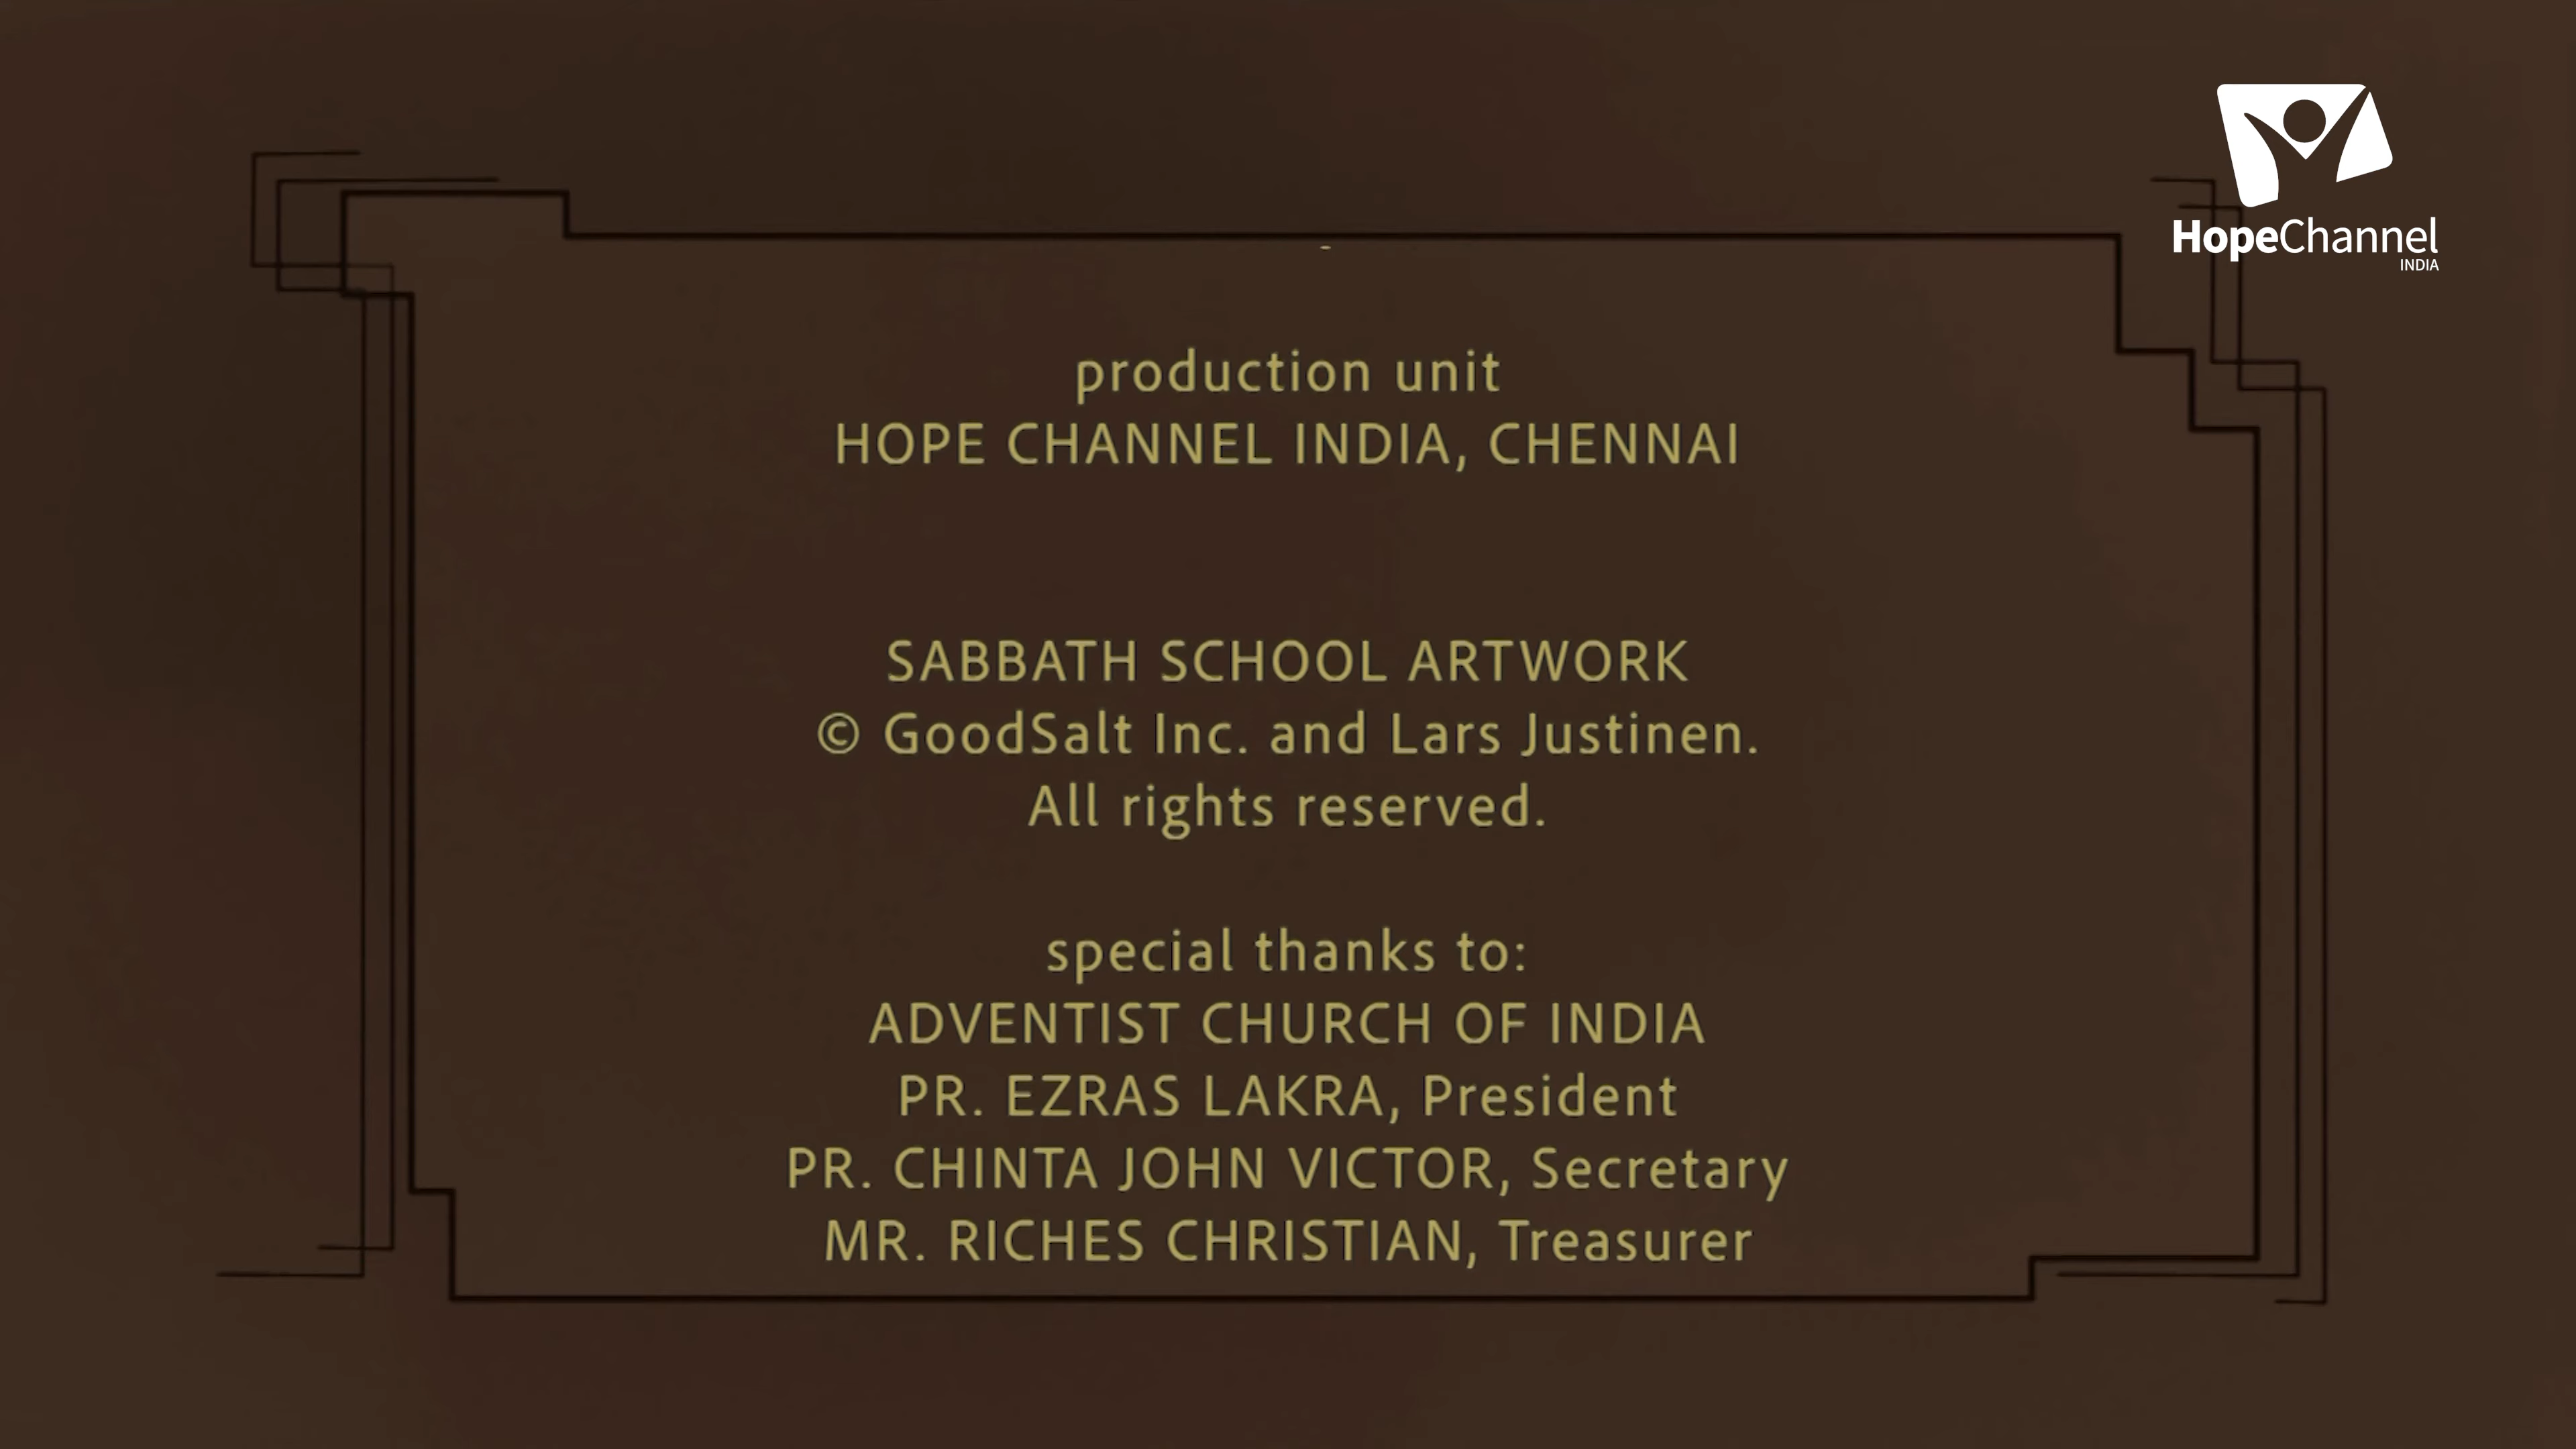 HopeChannel
INDIA
production unit
HOPE CHANNEL INDIA, CHENNAI
SABBATH SCHOOL ARTWORK
© GoodSalt Inc. and Lars Justinen.
All rights reserved.
special thanks to:
ADVENTIST CHURCH OF INDIA
PR. EZRAS LAKRA, President
PR. CHINTA JOHN VICTOR, Secretary
MR. RICHES CHRISTIAN, Treasurer